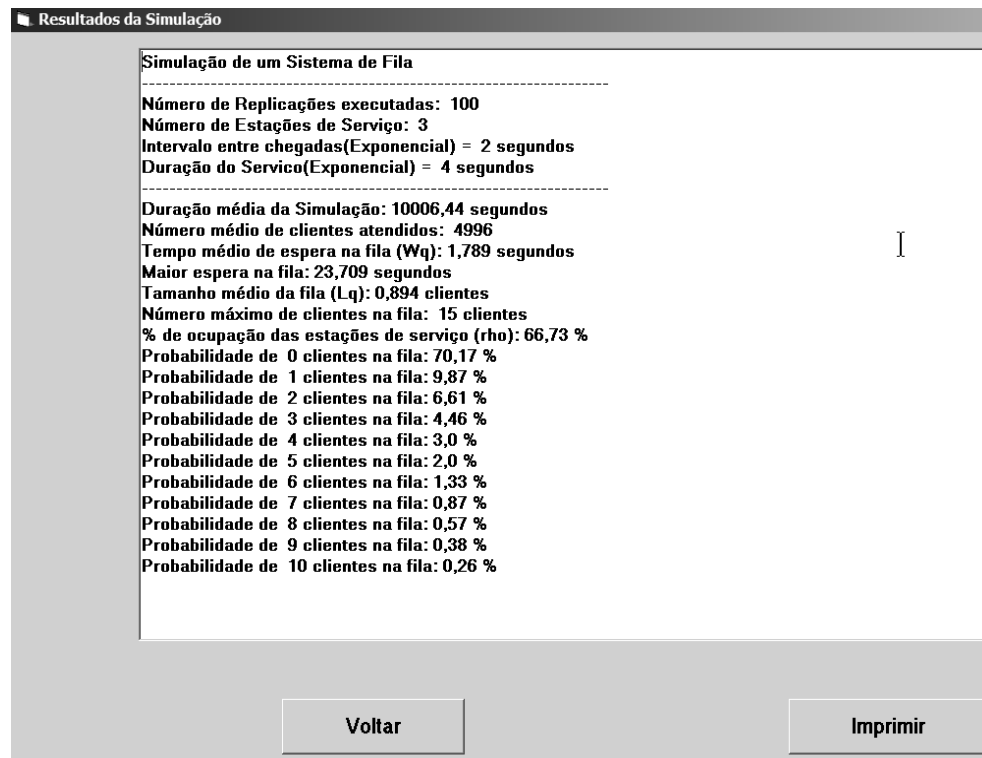 Resultados da Simulação
Simulação de um Sistema de Fila
--------------------------------------------------------------------
Número de Replicações executadas:  100
Número de Estações de Serviço:  3
Intervalo entre chegadas(Exponencial) =  2 segundos
Duração do Servico(Exponencial) =  4 segundos
--------------------------------------------------------------------
Duração média da Simulação: 10006,44 segundos
Número médio de clientes atendidos:  4996
Tempo médio de espera na fila (Wq): 1,789 segundos
Maior espera na fila: 23,709 segundos
Tamanho médio da fila (Lq): 0,894 clientes
Número máximo de clientes na fila:  15 clientes
% de ocupação das estações de serviço (rho): 66,73 %
Probabilidade de  0 clientes na fila: 70,17 %
Probabilidade de  1 clientes na fila: 9,87 %
Probabilidade de  2 clientes na fila: 6,61 %
Probabilidade de  3 clientes na fila: 4,46 %
Probabilidade de  4 clientes na fila: 3,0 %
Probabilidade de  5 clientes na fila: 2,0 %
Probabilidade de  6 clientes na fila: 1,33 %
Probabilidade de  7 clientes na fila: 0,87 %
Probabilidade de  8 clientes na fila: 0,57 %
Probabilidade de  9 clientes na fila: 0,38 %
Probabilidade de  10 clientes na fila: 0,26 %
Voltar
Imprimir